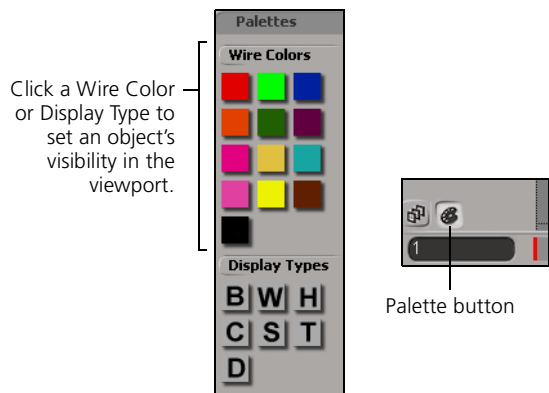 Palettes
Wire Colors
Click a Wire Color
or Display Type to
set an object's
visibility in the
viewport.
Display Types
B W H
C S T
D
1
Palette button